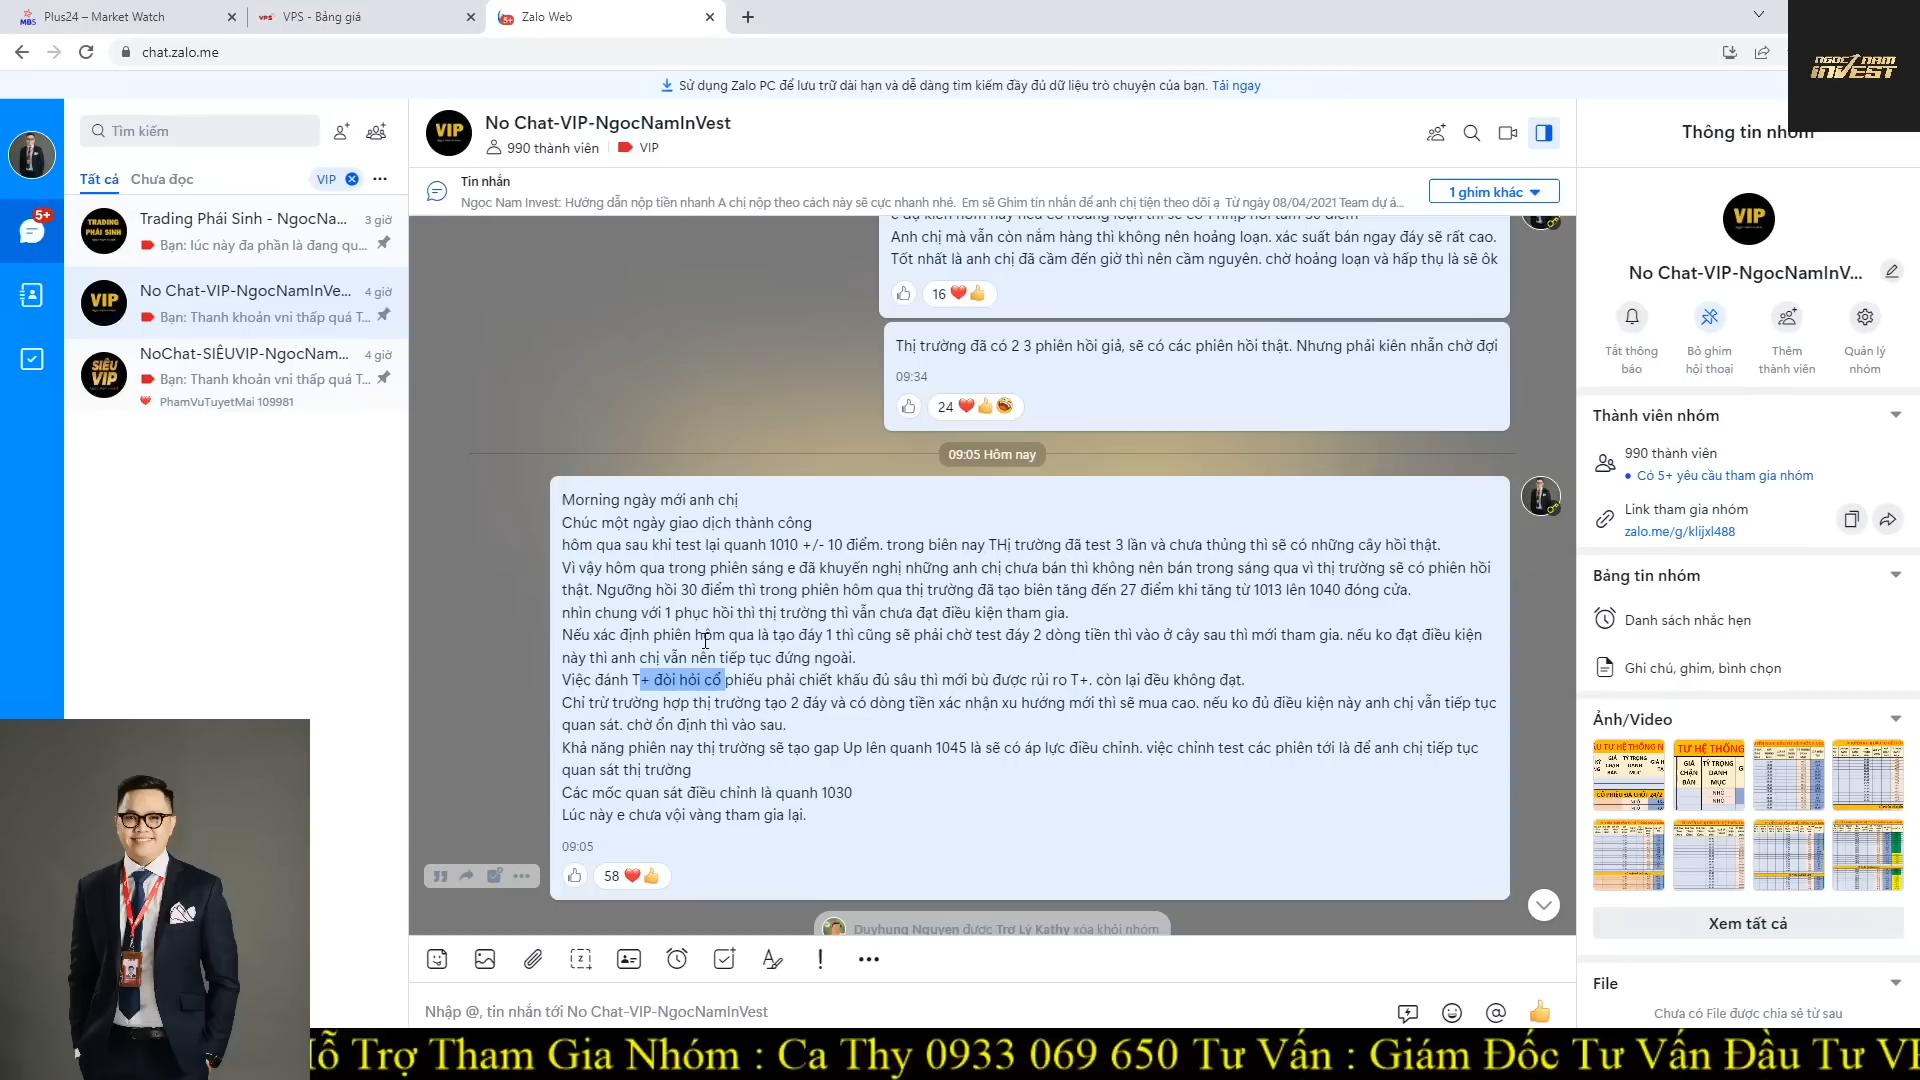 Plus24 – Market Watch
VPS - Bảng giá
Zalo Web
chat.zalo.me
NGỌC NAM
INVEST
Sử dụng Zalo PC để lưu trữ dài hạn và dễ dàng tìm kiếm đầy đủ dữ liệu trò chuyện của bạn. Tải ngay
Tìm kiếm
Tất cả Chưa đọc
VIP
5+
TRADING PHÁI SINH
Trading Phái Sinh - NgocNa... 3 giờ
Bạn: lúc này đa phần là đang qu...
VIP
No Chat-VIP-NgocNamInVe... 4 giờ
Bạn: Thanh khoản vni thấp quá T...
SIÊU VIP
NoChat-SIÊUVIP-NgocNam... 4 giờ
Bạn: Thanh khoản vni thấp quá T...
PhamVuTuyetMai 109981
VIP
No Chat-VIP-NgocNamInVest
990 thành viên
VIP
Tin nhắn
Ngọc Nam Invest: Hướng dẫn nộp tiền nhanh A chị nộp theo cách này sẽ cực nhanh nhé. Em sẽ Ghim tin nhắn để anh chị tiện theo dõi ạ Từ ngày 08/04/2021 Team dự á...
1 ghim khác
Anh chị mà vẫn còn nắm hàng thì không nên hoảng loạn. xác suất bán ngay đáy sẽ rất cao.
Tốt nhất là anh chị đã cầm đến giờ thì nên cầm nguyên. chờ hoảng loạn và hấp thụ là sẽ ôk
16
Thị trường đã có 2 3 phiên hồi giả, sẽ có các phiên hồi thật. Nhưng phải kiên nhẫn chờ đợi
09:34
24
09:05 Hôm nay
Morning ngày mới anh chị
Chúc một ngày giao dịch thành công
hôm qua sau khi test lại quanh 1010 +/- 10 điểm. trong biên nay THị trường đã test 3 lần và chưa thủng thì sẽ có những cây hồi thật.
Vì vậy hôm qua trong phiên sáng e đã khuyến nghị những anh chị chưa bán thì không nên bán trong sáng qua vì thị trường sẽ có phiên hồi
thật. Ngưỡng hồi 30 điểm thì trong phiên hôm qua thị trường đã tạo biên tăng đến 27 điểm khi tăng từ 1013 lên 1040 đóng cửa.
nhìn chung với 1 phục hồi thì thị trường thì vẫn chưa đạt điều kiện tham gia.
Nếu xác định phiên hôm qua là tạo đáy 1 thì cũng sẽ phải chờ test đáy 2 dòng tiền thì vào ở cây sau thì mới tham gia. nếu ko đạt điều kiện
này thì anh chị vẫn nên tiếp tục đứng ngoài.
Việc đánh T+ đòi hỏi cổ phiếu phải chiết khấu đủ sâu thì mới bù được rủi ro T+. còn lại đều không đạt.
Chỉ trừ trường hợp thị trường tạo 2 đáy và có dòng tiền xác nhận xu hướng mới thì sẽ mua cao. nếu ko đủ điều kiện này anh chị vẫn tiếp tục
quan sát. chờ ổn định thì vào sau.
Khả năng phiên nay thị trường sẽ tạo gap Up lên quanh 1045 là sẽ có áp lực điều chỉnh. việc chỉnh test các phiên tới là để anh chị tiếp tục
quan sát thị trường
Các mốc quan sát điều chỉnh là quanh 1030
Lúc này e chưa vội vàng tham gia lại.
09:05
58
Duyhung Nguyen được Trợ Lý Kathy xóa khỏi nhóm
Nhập @, tin nhắn tới No Chat-VIP-NgocNamInVest
Thông tin nhóm
VIP
No Chat-VIP-NgocNamInV...
Tắt thông báo
Bỏ ghim hội thoại
Thêm thành viên
Quản lý nhóm
Thành viên nhóm
990 thành viên
Có 5+ yêu cầu tham gia nhóm
Link tham gia nhóm
zalo.me/g/klijxl488
Bảng tin nhóm
Danh sách nhắc hẹn
Ghi chú, ghim, bình chọn
Ảnh/Video
Xem tất cả
File
Chưa có File được chia sẻ từ sau
Hỗ Trợ Tham Gia Nhóm : Ca Thy 0933 069 650 Tư Vấn : Giám Đốc Tư Vấn Đầu Tư